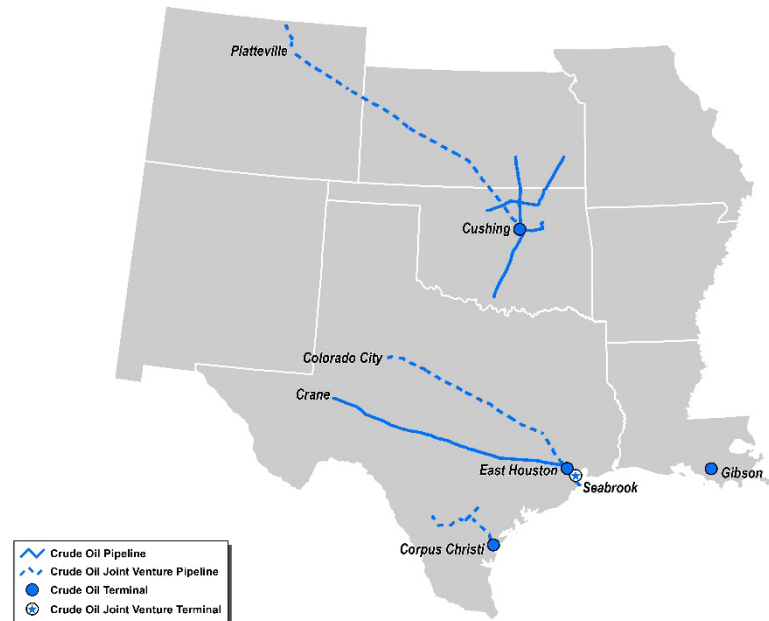 Platteville
Cushing
Colorado City
Crane
East Houston
Gibson
Seabrook
Corpus Christi
Crude Oil Pipeline
Crude Oil Joint Venture Pipeline
Crude Oil Terminal
Crude Oil Joint Venture Terminal